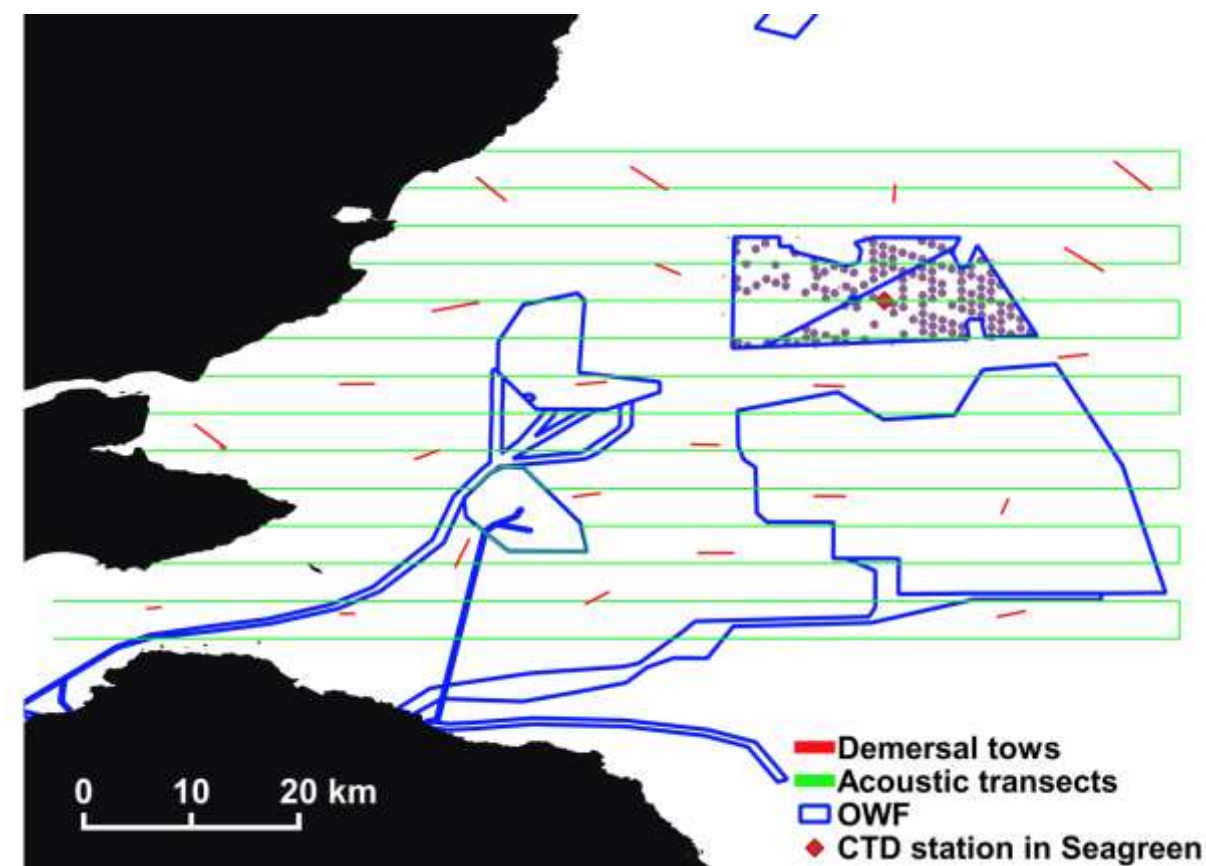 0 10 20 km
Demersal tows
Acoustic transects
OWF
CTD station in Seagreen